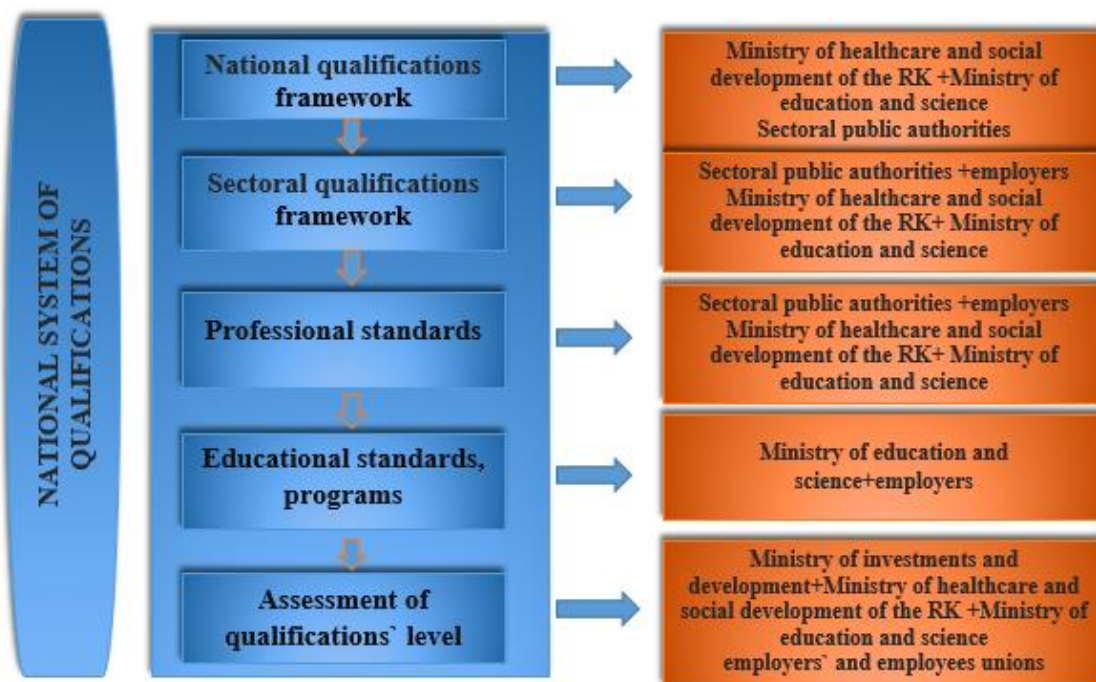 NATIONAL SYSTEM OF
QUALIFICATIONS
National qualifications
framework
Ministry of healthcare and social
development of the RK +Ministry of
education and science
Sectoral public authorities
Sectoral qualifications
framework
Sectoral public authorities +employers
Ministry of healthcare and social
development of the RK+ Ministry of
education and science
Professional standards
Sectoral public authorities +employers
Ministry of healthcare and social
development of the RK+ Ministry of
education and science
Educational standards,
programs
Ministry of education and
science+employers
Assessment of
qualifications` level
Ministry of investments and
development+Ministry of healthcare and
social development of the RK +Ministry of
education and science
employers` and employees unions